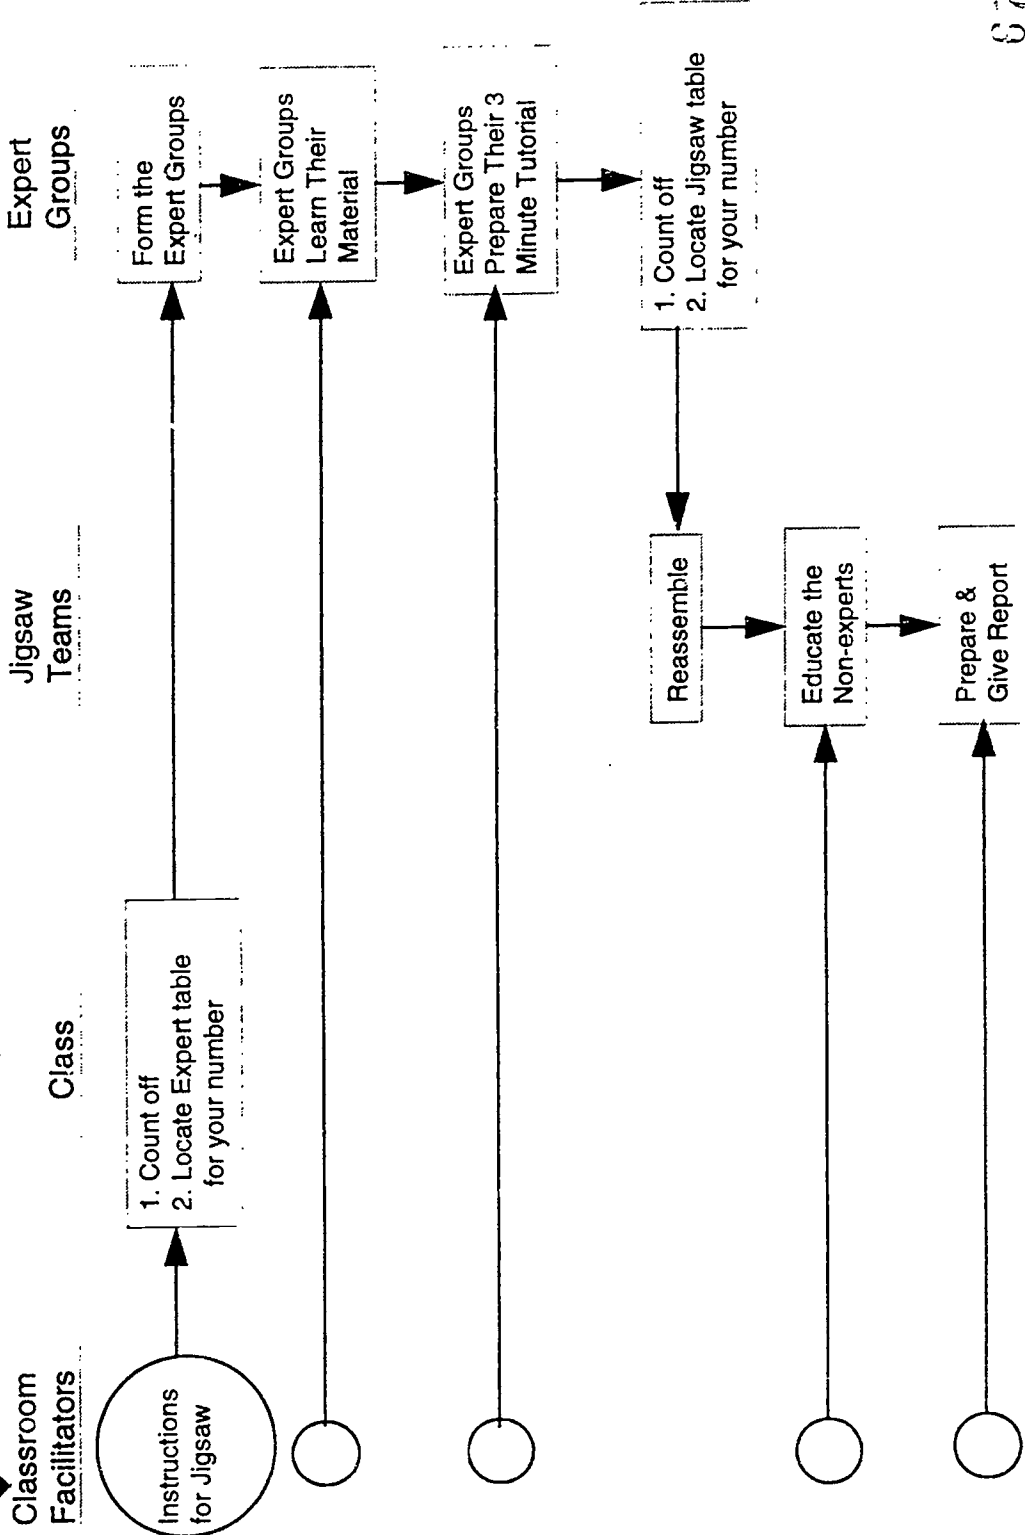 Classroom
Facilitators
Class
Jigsaw
Teams
Expert
Groups
Instructions
for Jigsaw
1. Count off
2. Locate Expert table
for your number
Form the
Expert Groups
Expert Groups
Learn Their
Material
Expert Groups
Prepare Their 3
Minute Tutorial
1. Count off
2. Locate Jigsaw table
for your number
Reassemble
Educate the
Non-experts
Prepare &
Give Report